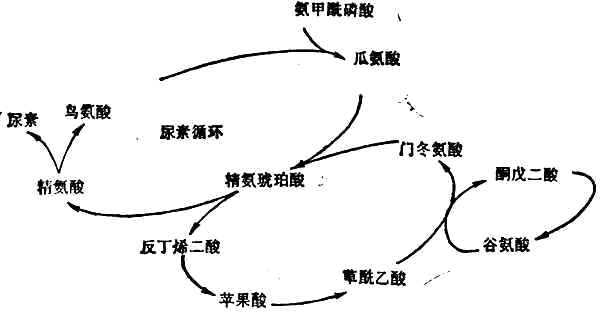 氨甲酰磷酸
瓜氨酸
尿素
鸟氨酸
尿素循环
门冬氨酸
精氨酸
精氨琥珀酸
酮戊二酸
反丁烯二酸
谷氨酸
草酰乙酸
苹果酸